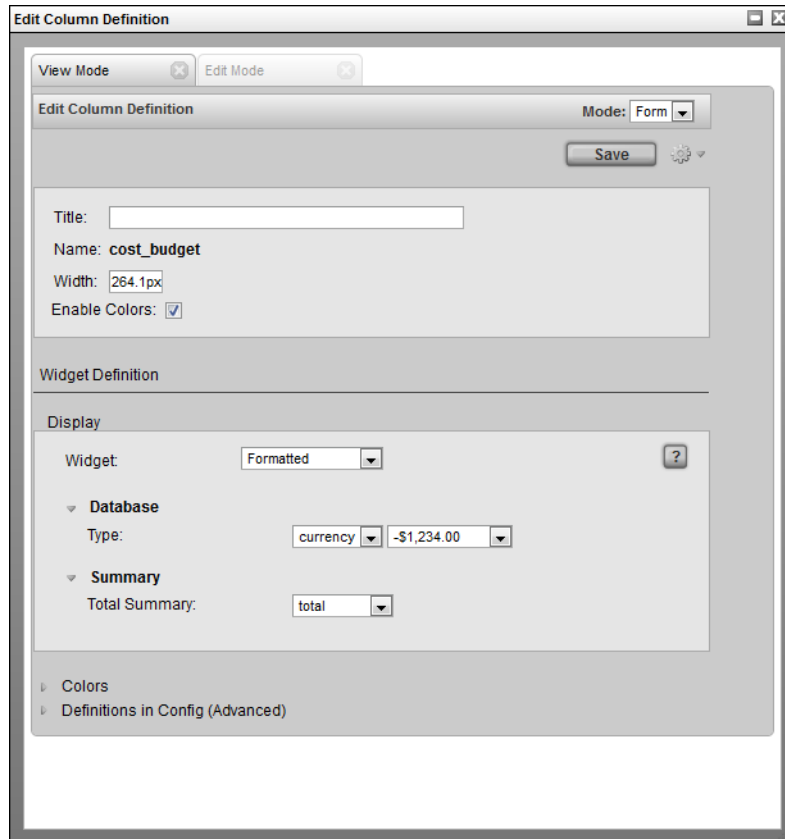 Edit Column Definition
View Mode Edit Mode
Edit Column Definition Mode: Form
Save
Title:
Name: cost_budget
Width: 264.1px
Enable Colors:
Widget Definition
Display
Widget: Formatted ?
Database
Type: currency -$1,234.00
Summary
Total Summary: total
Colors
Definitions in Config (Advanced)